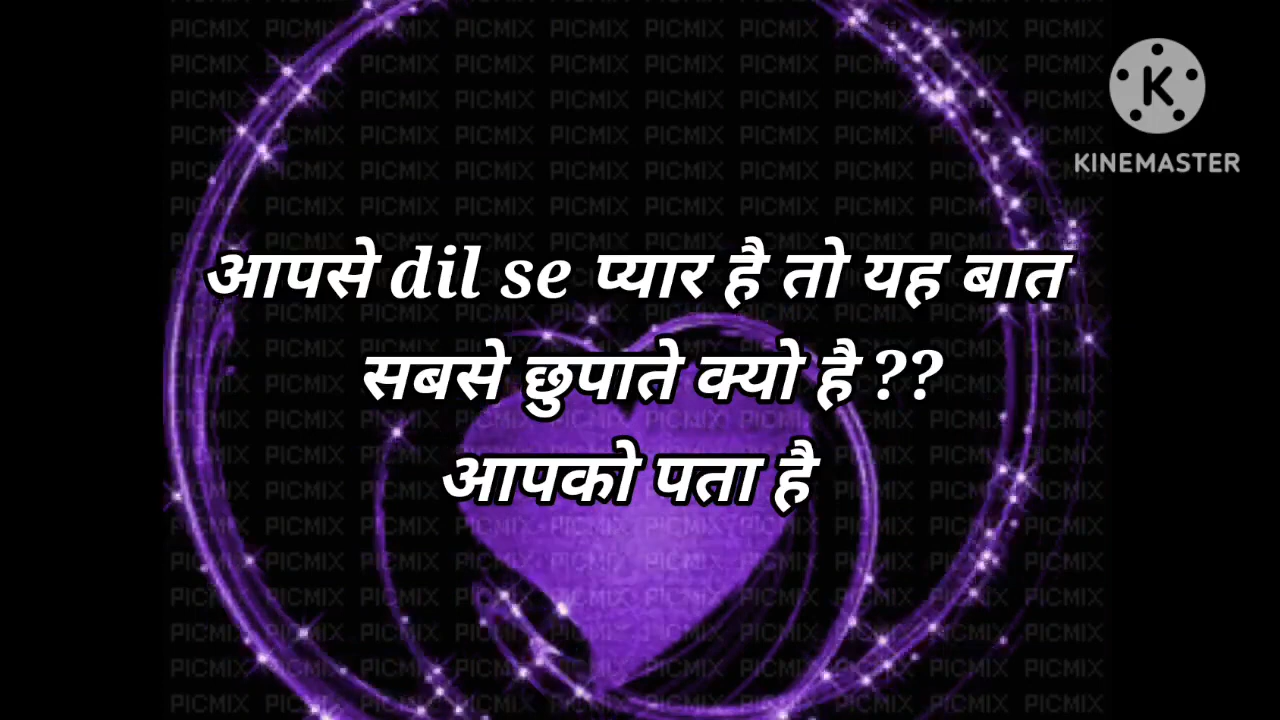 KINEMASTER
आपसे dil se प्यार है तो यह बात
सबसे छुपाते क्यो है ??
आपको पता है